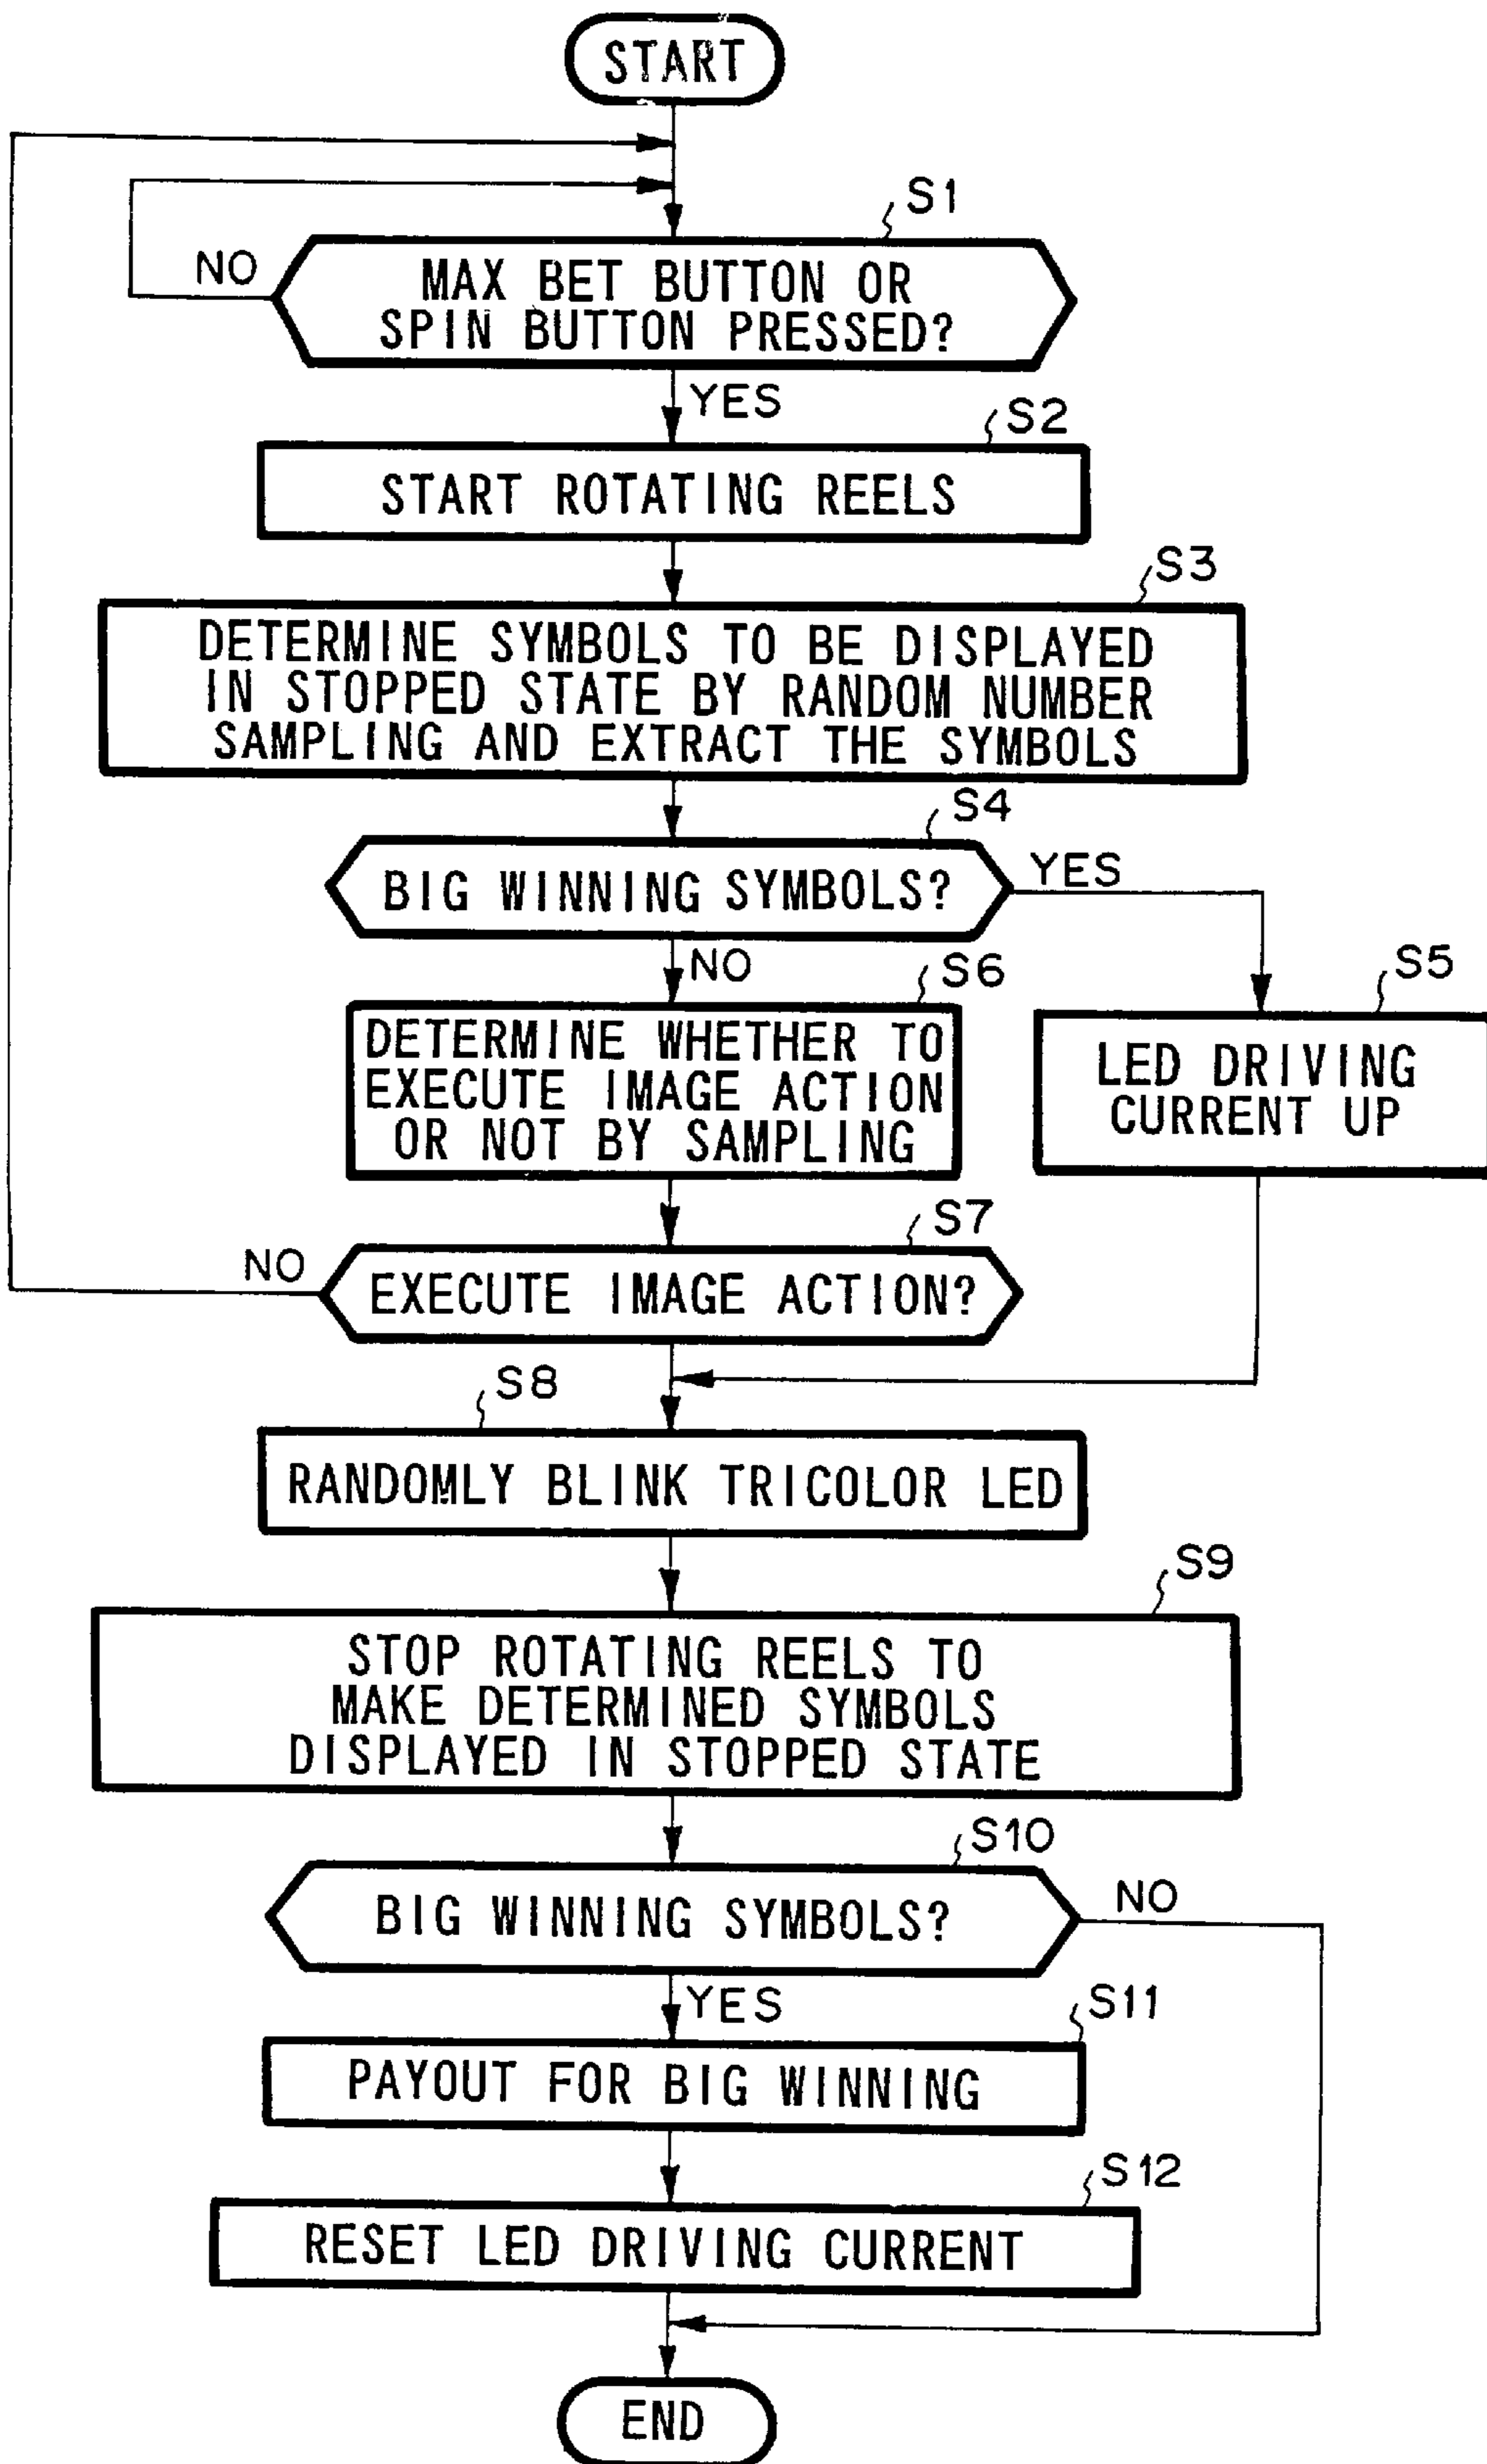 START
S1
NO
MAX BET BUTTON OR
SPIN BUTTON PRESSED?
YES
S2
START ROTATING REELS
S3
DETERMINE SYMBOLS TO BE DISPLAYED
IN STOPPED STATE BY RANDOM NUMBER
SAMPLING AND EXTRACT THE SYMBOLS
S4
BIG WINNING SYMBOLS?
YES
NO
S6
S5
DETERMINE WHETHER TO
EXECUTE IMAGE ACTION
OR NOT BY SAMPLING
LED DRIVING
CURRENT UP
S7
NO
EXECUTE IMAGE ACTION?
S8
RANDOMLY BLINK TRICOLOR LED
S9
STOP ROTATING REELS TO
MAKE DETERMINED SYMBOLS
DISPLAYED IN STOPPED STATE
S10
BIG WINNING SYMBOLS?
NO
YES
S11
PAYOUT FOR BIG WINNING
S12
RESET LED DRIVING CURRENT
END